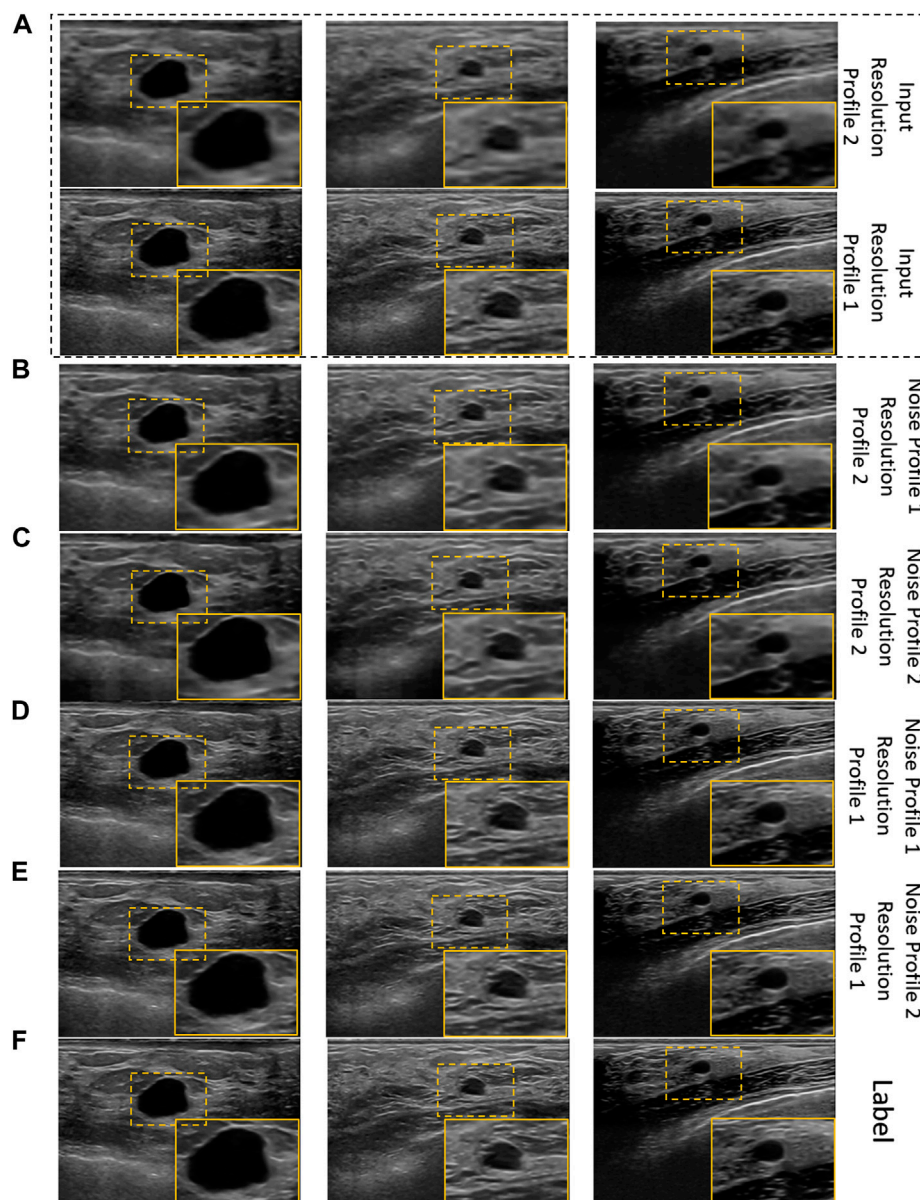 A
Input
Resolution
Profile 2
Input
Resolution
Profile 1
B
Noise Profile 1
Resolution
Profile 2
C
Noise Profile 2
Resolution
Profile 2
D
Noise Profile 1
Resolution
Profile 1
E
Noise Profile 2
Resolution
Profile 1
F
Label